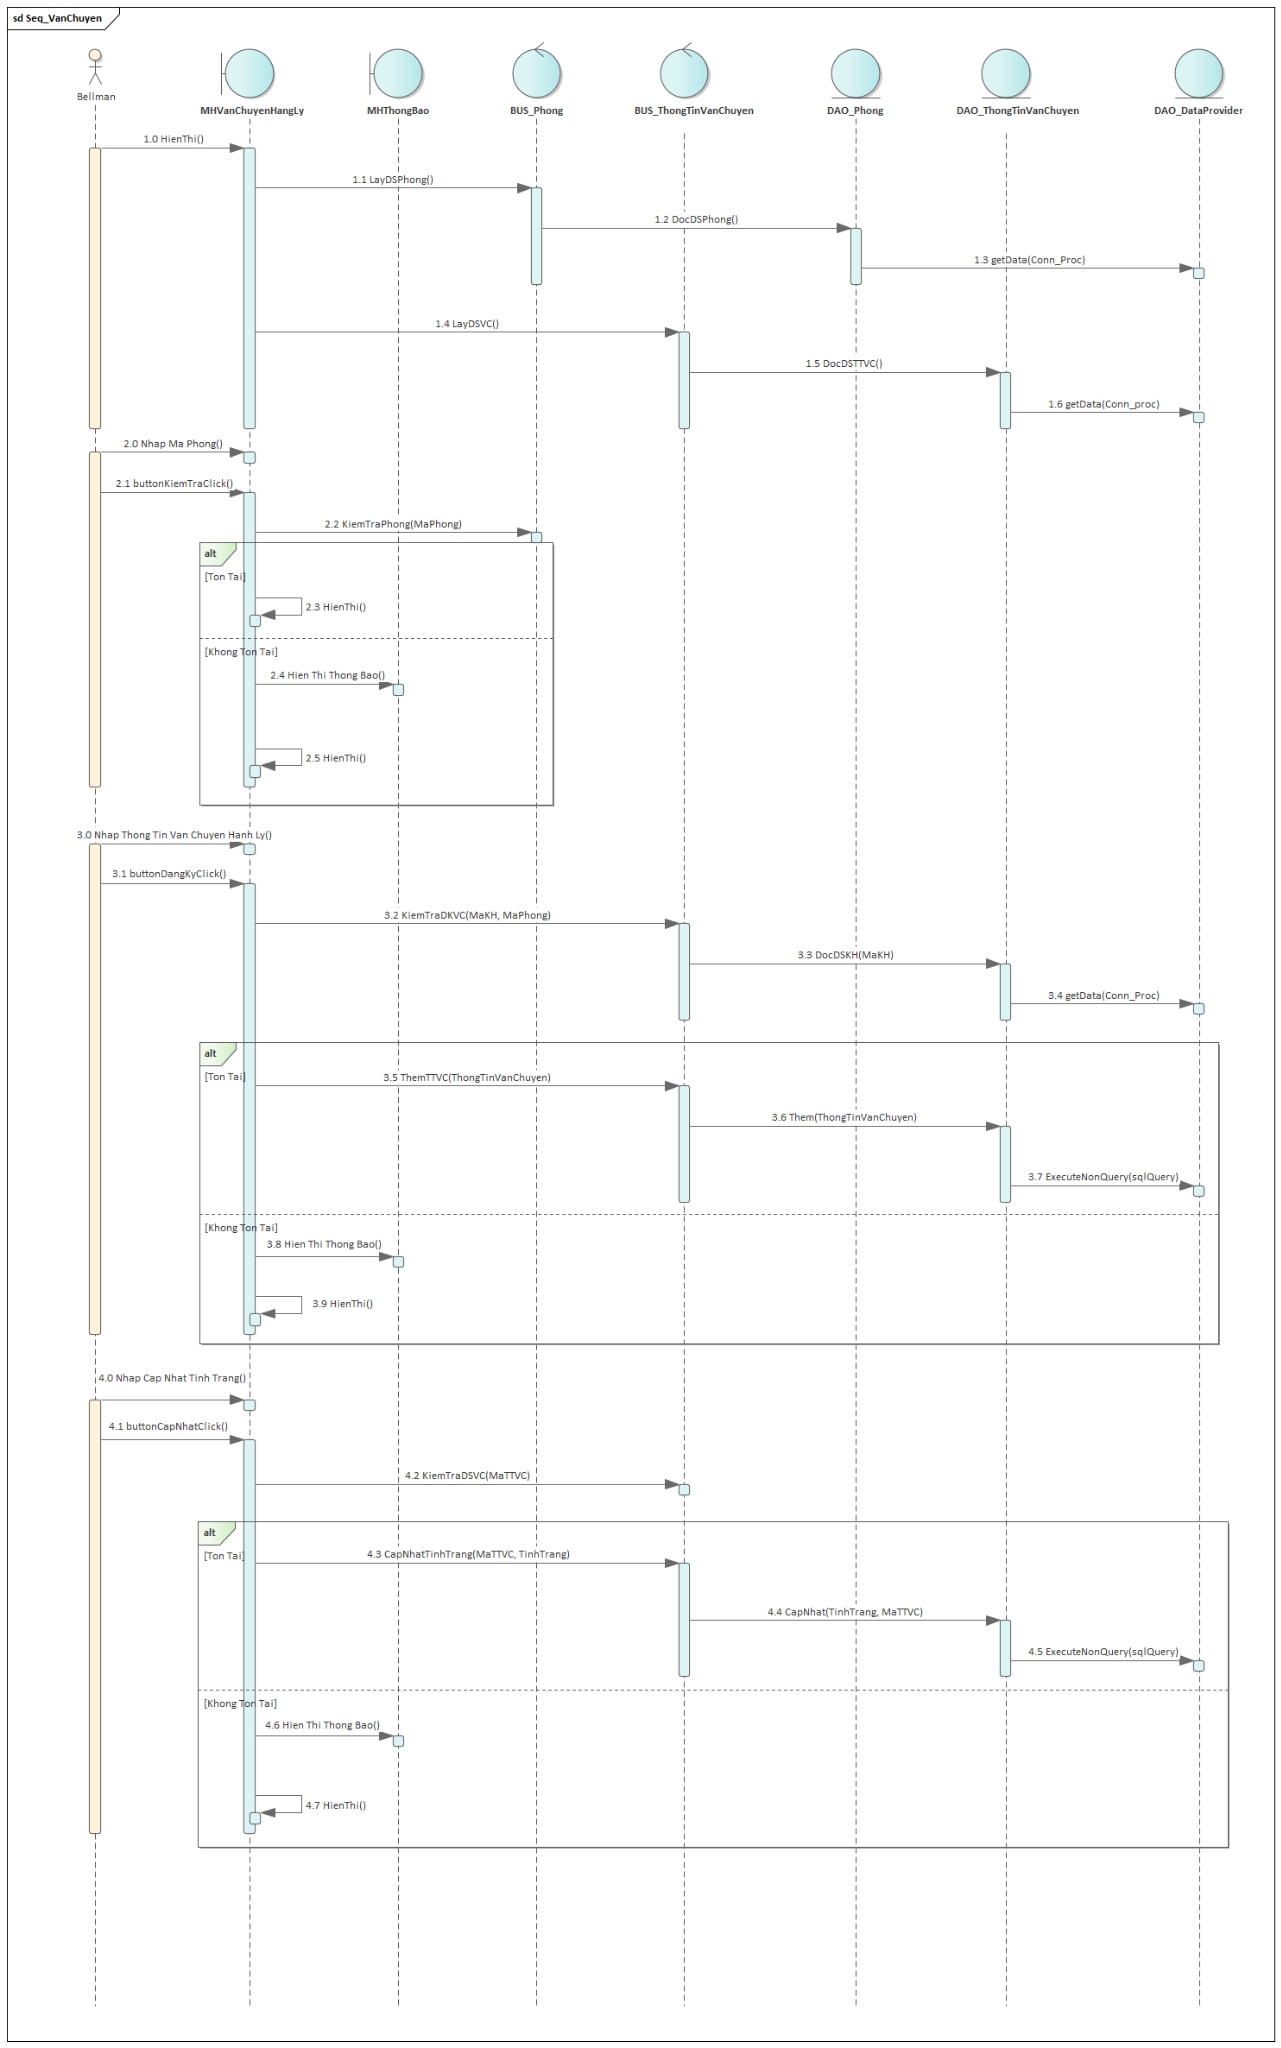 sd Seq_VanChuyen
Bellman
MHVanChuyenHangLy
MHThongBao
BUS_Phong
BUS_ThongTinVanChuyen
DAO_Phong
DAO_ThongTinVanChuyen
DAO_DataProvider
1.0 HienThi()
1.1 LayDSPhong()
1.2 DocDSPhong()
1.3 getData(Conn_Proc)
1.4 LayDSVC()
1.5 DocDSTTVC()
1.6 getData(Conn_proc)
2.0 Nhap Ma Phong()
2.1 buttonKiemTraClick()
2.2 KiemTraPhong(MaPhong)
alt
[Ton Tai]
2.3 HienThi()
[Khong Ton Tai]
2.4 Hien Thi Thong Bao()
2.5 HienThi()
3.0 Nhap Thong Tin Van Chuyen Hanh Ly()
3.1 buttonDangKyClick()
3.2 KiemTraDKVC(MaKH, MaPhong)
3.3 DocDSKH(MaKH)
3.4 getData(Conn_Proc)
alt
[Ton Tai]
3.5 ThemTTVC(ThongTinVanChuyen)
3.6 Them(ThongTinVanChuyen)
3.7 ExecuteNonQuery(sqlQuery)
[Khong Ton Tai]
3.8 Hien Thi Thong Bao()
3.9 HienThi()
4.0 Nhap Cap Nhat Tinh Trang()
4.1 buttonCapNhatClick()
4.2 KiemTraDSVC(MaTTVC)
alt
[Ton Tai]
4.3 CapNhatTinhTrang(MaTTVC, TinhTrang)
4.4 CapNhat(TinhTrang, MaTTVC)
4.5 ExecuteNonQuery(sqlQuery)
[Khong Ton Tai]
4.6 Hien Thi Thong Bao()
4.7 HienThi()